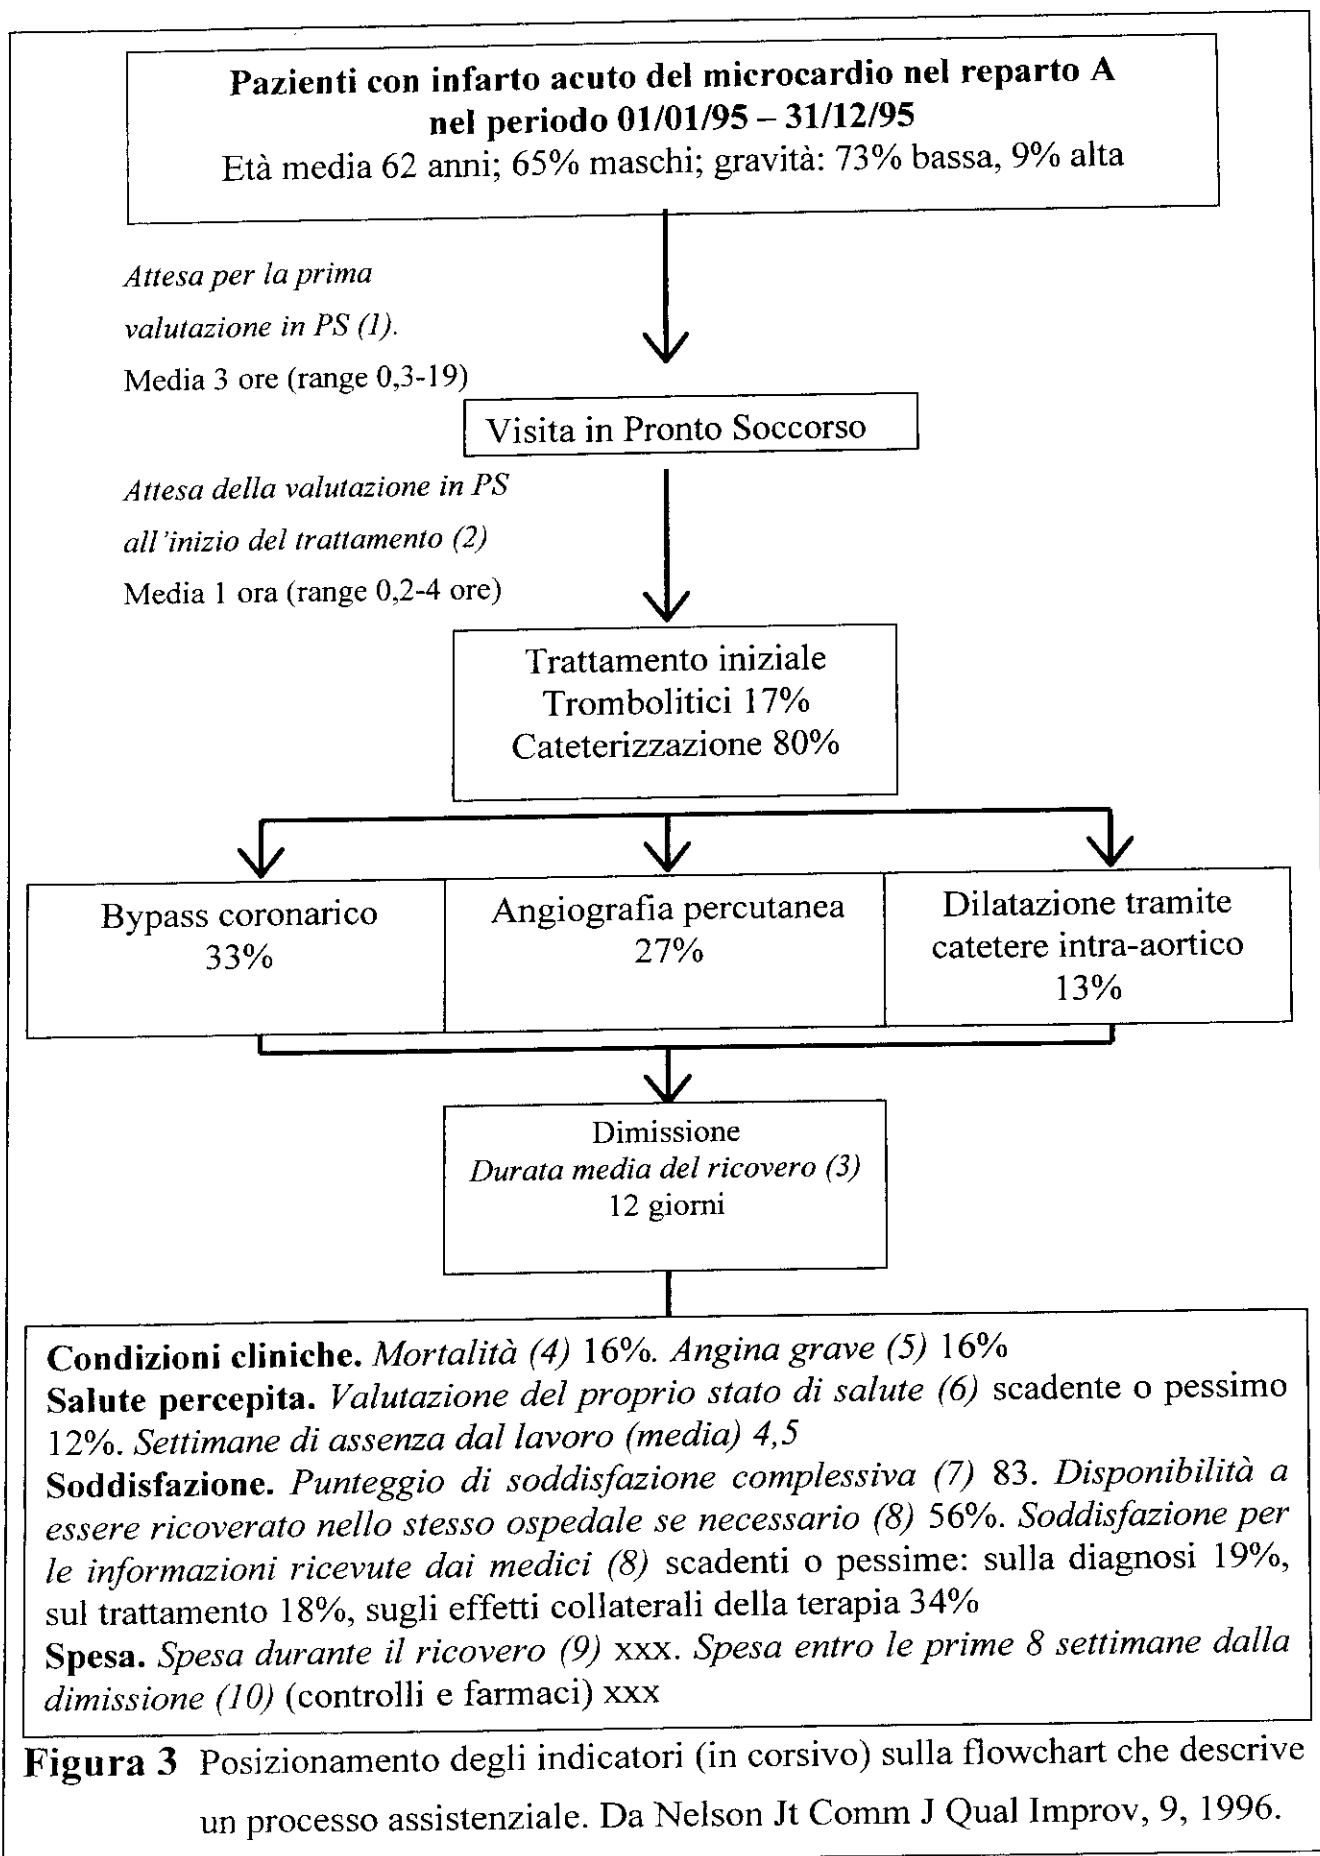 Pazienti con infarto acuto del microcardio nel reparto A
nel periodo 01/01/95 – 31/12/95
Età media 62 anni; 65% maschi; gravità: 73% bassa, 9% alta
Attesa per la prima
valutazione in PS (1).
Media 3 ore (range 0,3-19)
Visita in Pronto Soccorso
Attesa della valutazione in PS
all'inizio del trattamento (2)
Media 1 ora (range 0,2-4 ore)
Trattamento iniziale
Trombolitici 17%
Cateterizzazione 80%
Bypass coronarico
33%
Angiografia percutanea
27%
Dilatazione tramite
catetere intra-aortico
13%
Dimissione
Durata media del ricovero (3)
12 giorni
Condizioni cliniche. Mortalità (4) 16%. Angina grave (5) 16%
Salute percepita. Valutazione del proprio stato di salute (6) scadente o pessimo
12%. Settimane di assenza dal lavoro (media) 4,5
Soddisfazione. Punteggio di soddisfazione complessiva (7) 83. Disponibilità a
essere ricoverato nello stesso ospedale se necessario (8) 56%. Soddisfazione per
le informazioni ricevute dai medici (8) scadenti o pessime: sulla diagnosi 19%,
sul trattamento 18%, sugli effetti collaterali della terapia 34%
Spesa. Spesa durante il ricovero (9) xxx. Spesa entro le prime 8 settimane dalla
dimissione (10) (controlli e farmaci) xxx
Figura 3 Posizionamento degli indicatori (in corsivo) sulla flowchart che descrive
un processo assistenziale. Da Nelson Jt Comm J Qual Improv, 9, 1996.